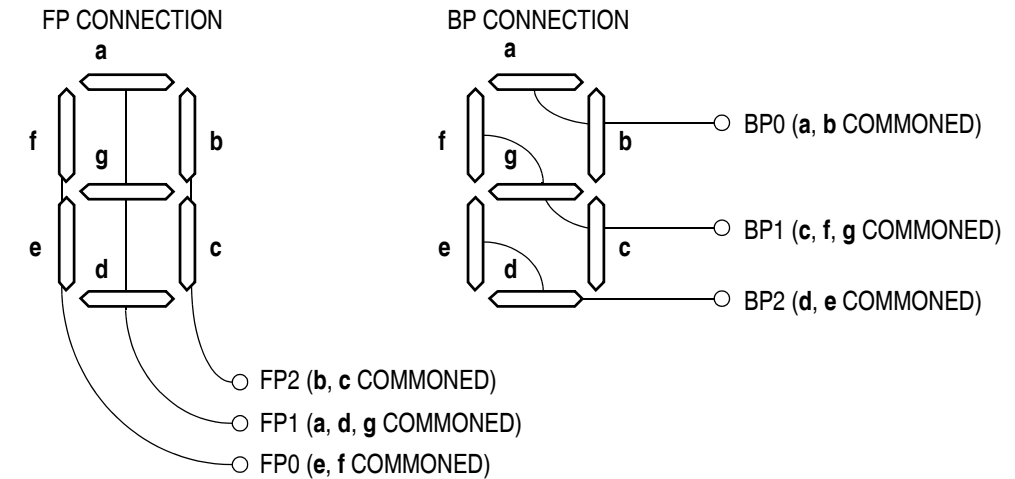 FP CONNECTION
a
f
b
g
e
c
d
FP2 (b, c COMMONED)
FP1 (a, d, g COMMONED)
FP0 (e, f COMMONED)
BP CONNECTION
a
BP0 (a, b COMMONED)
f
b
g
BP1 (c, f, g COMMONED)
e
c
d
BP2 (d, e COMMONED)